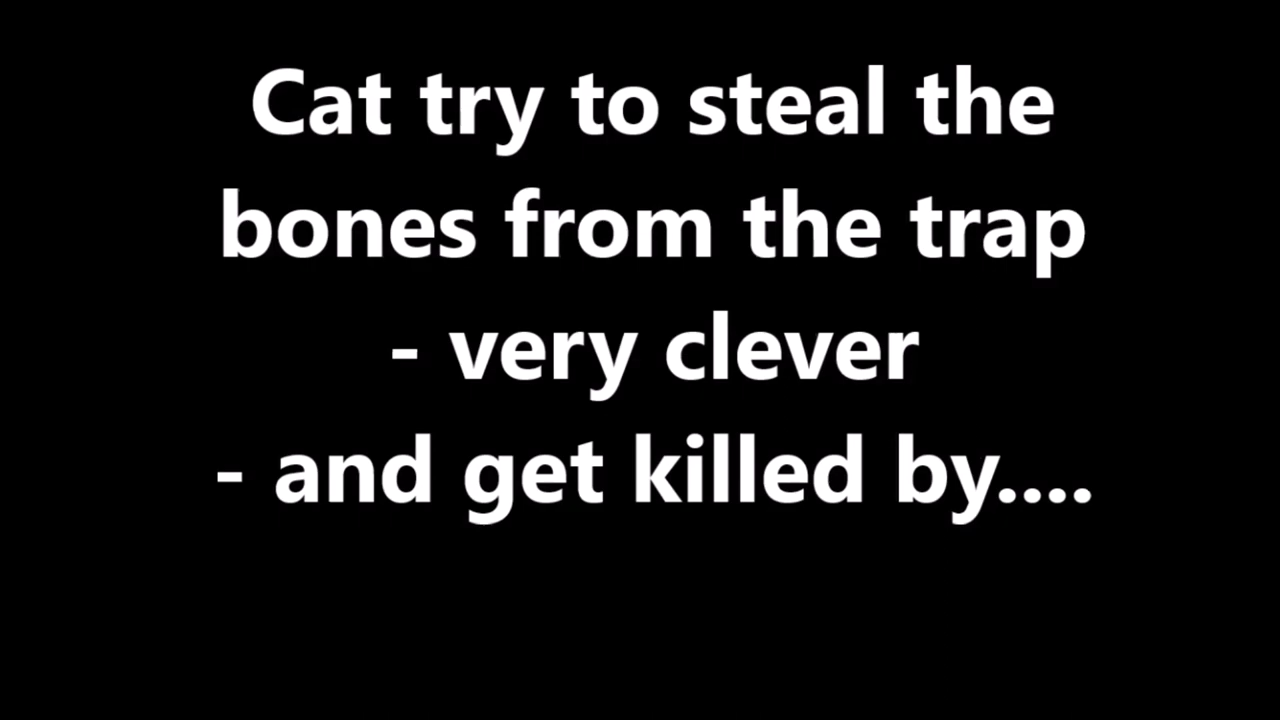 Cat try to steal the
bones from the trap
- very clever
- and get killed by....